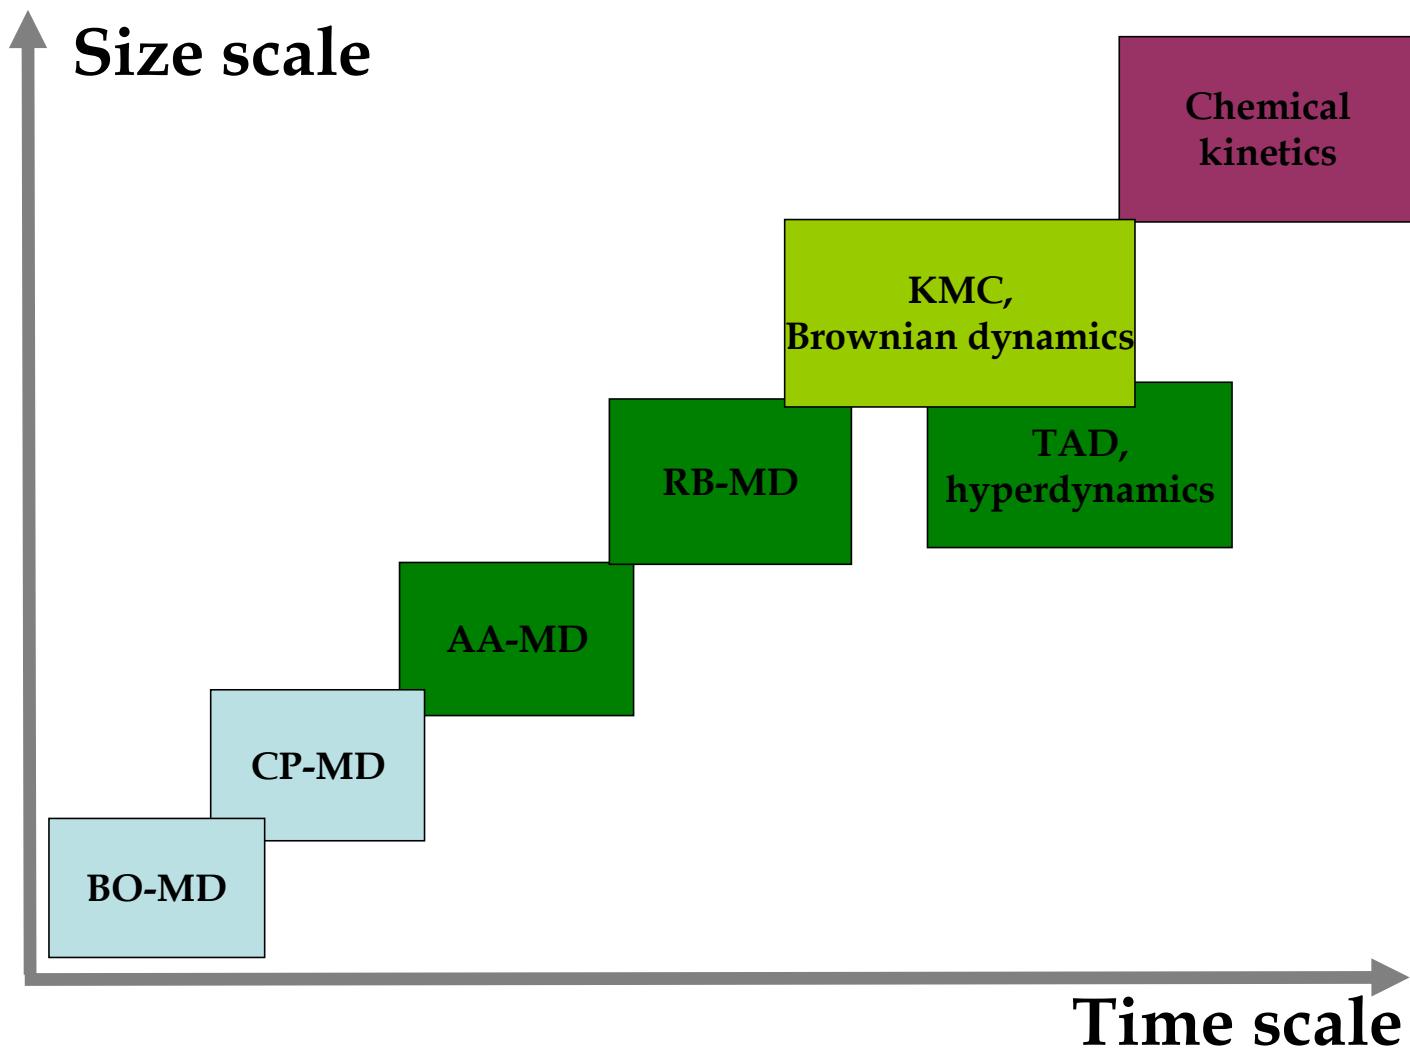 Size scale
Chemical
kinetics
KMC,
Brownian dynamics
TAD,
hyperdynamics
RB-MD
AA-MD
CP-MD
BO-MD
Time scale